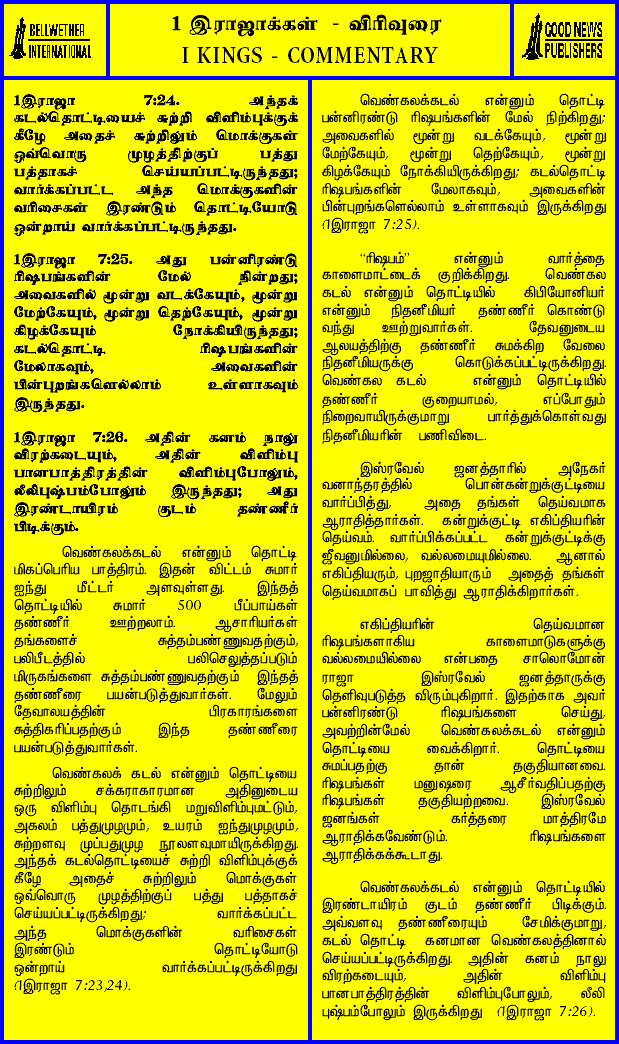 BELLWETHER
INTERNATIONAL
1 இராஜாக்கள் - விரிவுரை
I KINGS - COMMENTARY
GOOD NEWS
PUBLISHERS
1இராஜா 7:24. அந்தக்
கடல்தொட்டியைச் சுற்றி விளிம்புக்குக்
கீழே அதைச் சுற்றிலும் மொக்குகள்
ஒவ்வொரு முழத்திற்குப் பத்து
பத்தாகச் செய்யப்பட்டிருந்தது;
வார்க்கப்பட்ட அந்த மொக்குகளின்
வரிசைகள் இரண்டும் தொட்டியோடு
ஒன்றாய் வார்க்கப்பட்டிருந்தது.
1இராஜா 7:25. அது பன்னிரண்டு
ரிஷபங்களின் மேல் நின்றது;
அவைகளில் மூன்று வடக்கேயும், மூன்று
மேற்கேயும், மூன்று தெற்கேயும், மூன்று
கிழக்கேயும் நோக்கியிருந்தது;
கடல்தொட்டி ரிஷபங்களின்
மேலாகவும், அவைகளின்
பின்புறங்களெல்லாம் உள்ளாகவும்
இருந்தது.
1இராஜா 7:26. அதின் கனம் நாலு
விரற்கடையும், அதின் விளிம்பு
பானபாத்திரத்தின் விளிம்புபோலும்,
லீலிபுஷ்பம்போலும் இருந்தது; அது
இரண்டாயிரம் குடம் தண்ணீர்
பிடிக்கும்.
வெண்கலக்கடல் என்னும் தொட்டி
மிகப்பெரிய பாத்திரம். இதன் விட்டம் சுமார்
ஐந்து மீட்டர் அளவுள்ளது. இந்தத்
தொட்டியில் சுமார் 500 பீப்பாய்கள்
தண்ணீர் ஊற்றலாம். ஆசாரியர்கள்
தங்களைச் சுத்தம்பண்ணுவதற்கும்,
பலிபீடத்தில் பலிசெலுத்தப்படும்
மிருகங்களை சுத்தம்பண்ணுவதற்கும் இந்தத்
தண்ணீரை பயன்படுத்துவார்கள். மேலும்
தேவாலயத்தின் பிரகாரங்களை
சுத்திகரிப்பதற்கும் இந்த தண்ணீரை
பயன்படுத்துவார்கள்.
வெண்கலக் கடல் என்னும் தொட்டியை
சுற்றிலும் சக்கராகாரமான அதினுடைய
ஒரு விளிம்பு தொடங்கி மறுவிளிம்புமட்டும்,
அகலம் பத்துமுழமும், உயரம் ஐந்துமுழமும்,
சுற்றளவு முப்பதுமுழ நூலளவுமாயிருக்கிறது.
அந்தக் கடல்தொட்டியைச் சுற்றி விளிம்புக்குக்
கீழே அதைச் சுற்றிலும் மொக்குகள்
ஒவ்வொரு முழத்திற்குப் பத்து பத்தாகச்
செய்யப்பட்டிருக்கிறது; வார்க்கப்பட்ட
அந்த மொக்குகளின் வரிசைகள்
இரண்டும் தொட்டியோடு
ஒன்றாய் வார்க்கப்பட்டிருக்கிறது
(1இராஜா 7:23,24).
வெண்கலக்கடல் என்னும் தொட்டி
பன்னிரண்டு ரிஷபங்களின் மேல் நிற்கிறது;
அவைகளில் மூன்று வடக்கேயும், மூன்று
மேற்கேயும், மூன்று தெற்கேயும், மூன்று
கிழக்கேயும் நோக்கியிருக்கிறது; கடல்தொட்டி
ரிஷபங்களின் மேலாகவும், அவைகளின்
பின்புறங்களெல்லாம் உள்ளாகவும் இருக்கிறது
(1இராஜா 7:25).
“ரிஷபம்” என்னும் வார்த்தை
காளைமாட்டைக் குறிக்கிறது. வெண்கல
கடல் என்னும் தொட்டியில் கிபியோனியர்
என்னும் நிதனீமியர் தண்ணீர் கொண்டு
வந்து ஊற்றுவார்கள். தேவனுடைய
ஆலயத்திற்கு தண்ணீர் சுமக்கிற வேலை
நிதனீமியருக்கு கொடுக்கப்பட்டிருக்கிறது.
வெண்கல கடல் என்னும் தொட்டியில்
தண்ணீர் குறையாமல், எப்போதும்
நிறைவாயிருக்குமாறு பார்த்துக்கொள்வது
நிதனீமியரின் பணிவிடை.
இஸ்ரவேல் ஜனத்தாரில் அநேகர்
வனாந்தரத்தில் பொன்கன்றுக்குட்டியை
வார்ப்பித்து, அதை தங்கள் தெய்வமாக
ஆராதித்தார்கள். கன்றுக்குட்டி எகிப்தியரின்
தெய்வம். வார்ப்பிக்கப்பட்ட கன்றுக்குட்டிக்கு
ஜீவனுமில்லை, வல்லமையுமில்லை. ஆனால்
எகிப்தியரும், புறஜாதியாரும் அதைத் தங்கள்
தெய்வமாகப் பாவித்து ஆராதிக்கிறார்கள்.
எகிப்தியரின் தெய்வமான
ரிஷபங்களாகிய காளைமாடுகளுக்கு
வல்லமையில்லை என்பதை சாலொமோன்
ராஜா இஸ்ரவேல் ஜனத்தாருக்கு
தெளிவுபடுத்த விரும்புகிறார். இதற்காக அவர்
பன்னிரண்டு ரிஷபங்களை செய்து,
அவற்றின்மேல் வெண்கலக்கடல் என்னும்
தொட்டியை வைக்கிறார். தொட்டியை
சுமப்பதற்கு தான் தகுதியானவை.
ரிஷபங்கள் மனுஷரை ஆசீர்வதிப்பதற்கு
ரிஷபங்கள் தகுதியற்றவை. இஸ்ரவேல்
ஜனங்கள் கர்த்தரை மாத்திரமே
ஆராதிக்கவேண்டும். ரிஷபங்களை
ஆராதிக்கக்கூடாது.
வெண்கலக்கடல் என்னும் தொட்டியில்
இரண்டாயிரம் குடம் தண்ணீர் பிடிக்கும்.
அவ்வளவு தண்ணீரையும் சேமிக்குமாறு,
கடல் தொட்டி கனமான வெண்கலத்தினால்
செய்யப்பட்டிருக்கிறது. அதின் கனம் நாலு
விரற்கடையும், அதின் விளிம்பு
பானபாத்திரத்தின் விளிம்புபோலும், லீலி
புஷ்பம்போலும் இருக்கிறது (1இராஜா 7:26).